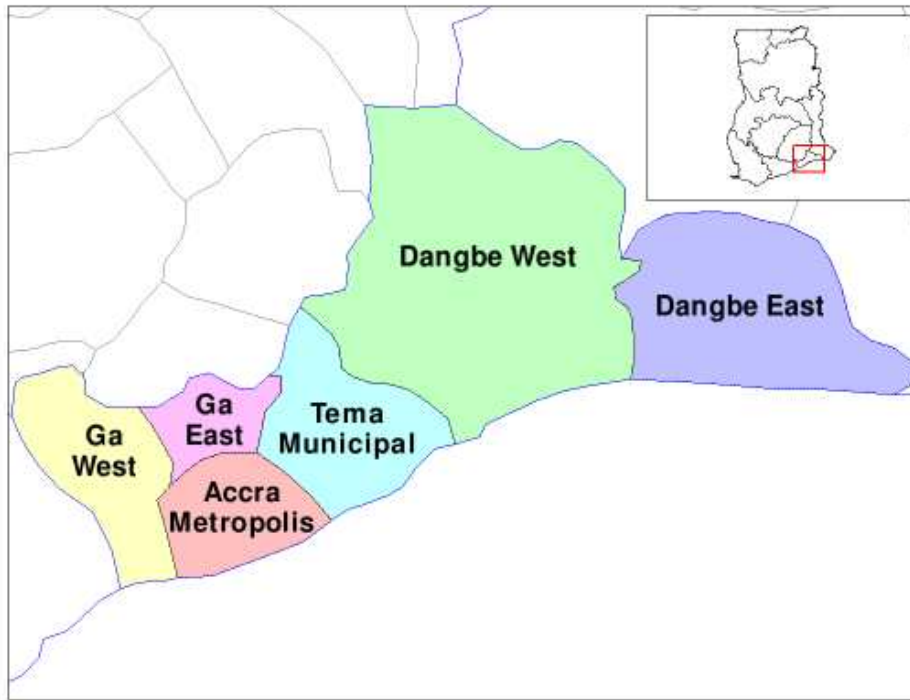 Dangbe West
Dangbe East
Ga
East
Tema
Municipal
Ga
West
Accra
Metropolis